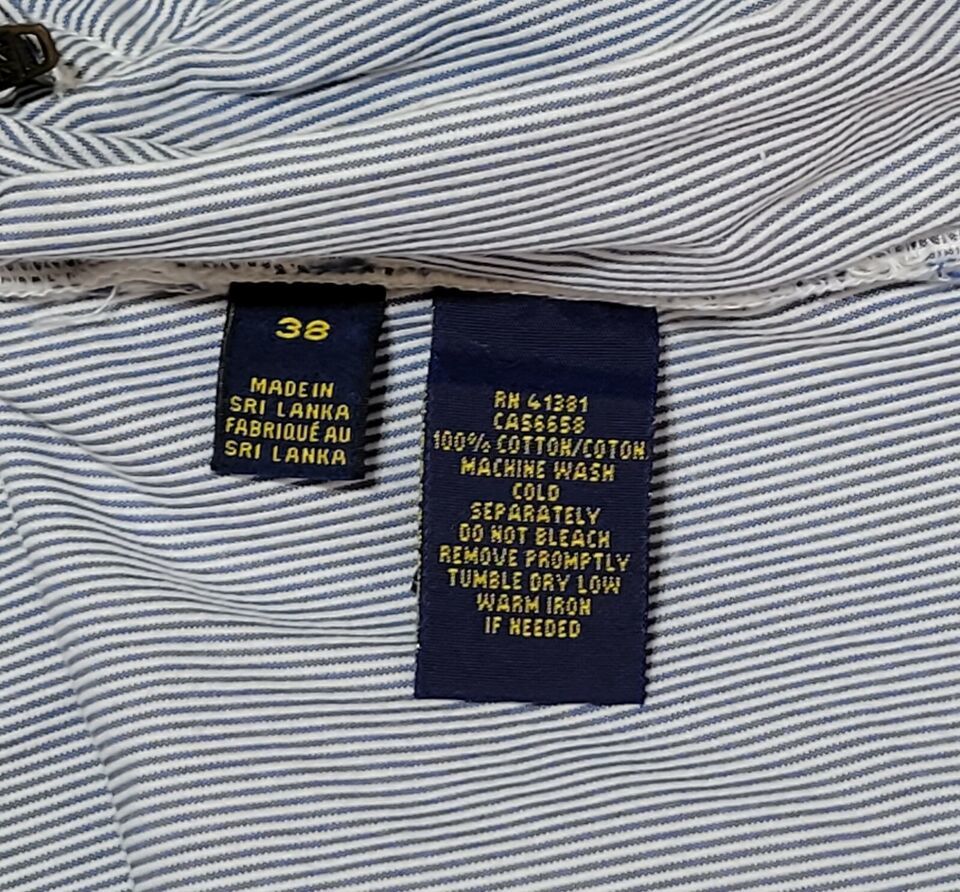 38
MADE IN
SRI LANKA
FABRIQUÉ AU
SRI LANKA
RN 41381
CA56658
100% COTTON/COTON
MACHINE WASH
COLD
SEPARATELY
DO NOT BLEACH
REMOVE PROMPTLY
TUMBLE DRY LOW
WARM IRON
IF NEEDED